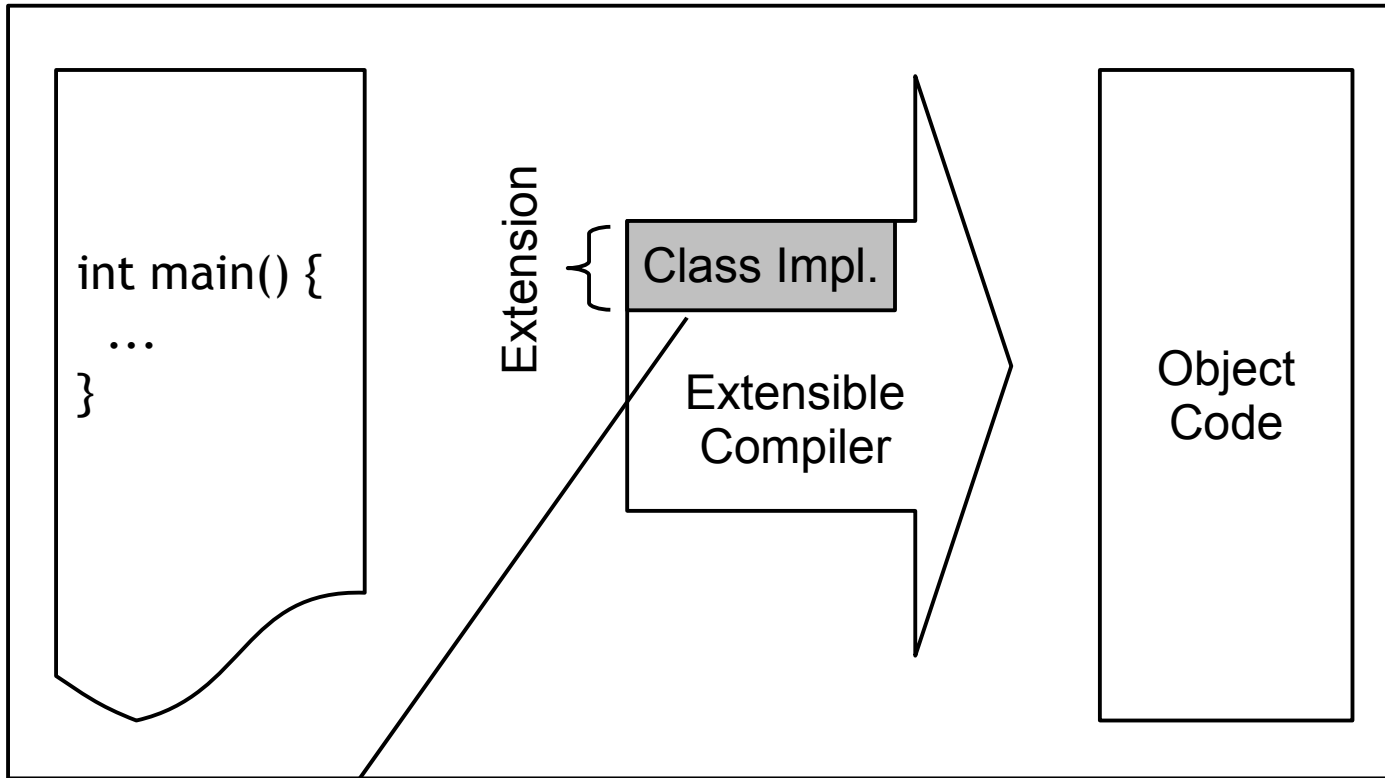 int main() {
...
}
Extension
Class Impl.
Extensible
Compiler
Object
Code